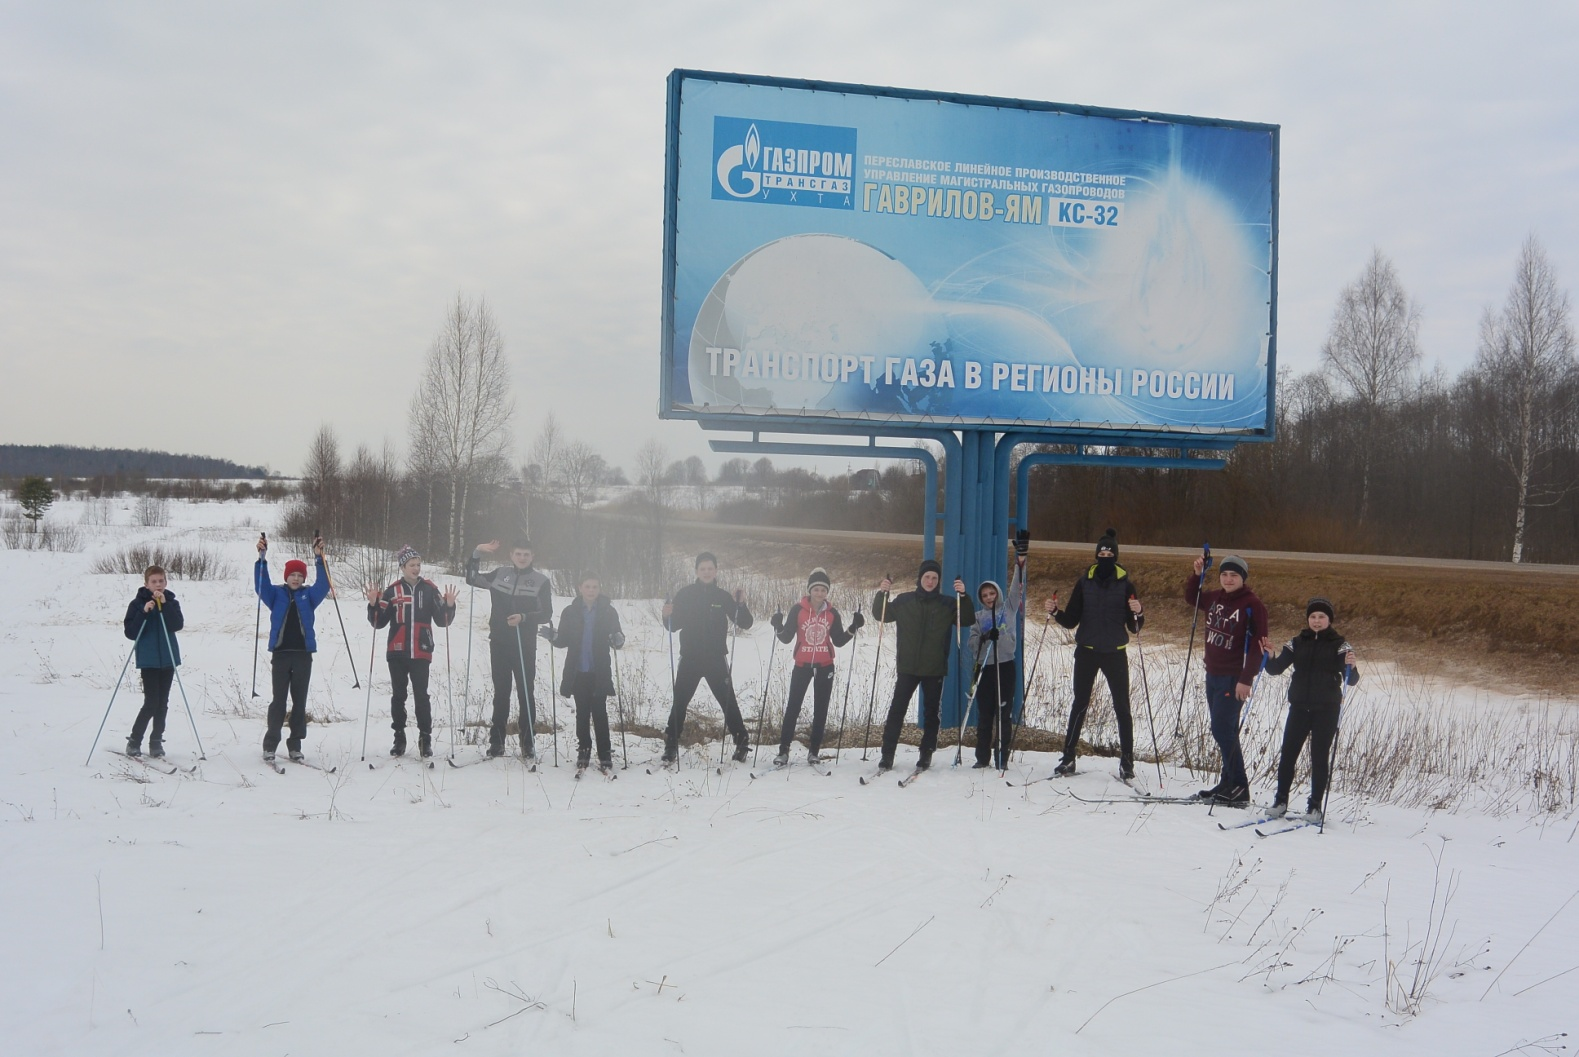 ГАЗПРОМ
ТРАНСГАЗ
УХТА
ПЕРЕСЛАВСКОЕ ЛИНЕЙНОЕ ПРОИЗВОДСТВЕННОЕ
УПРАВЛЕНИЕ МАГИСТРАЛЬНЫХ ГАЗОПРОВОДОВ
ГАВРИЛОВ-ЯМ КС-32
ТРАНСПОРТ ГАЗА В РЕГИОНЫ РОССИИ